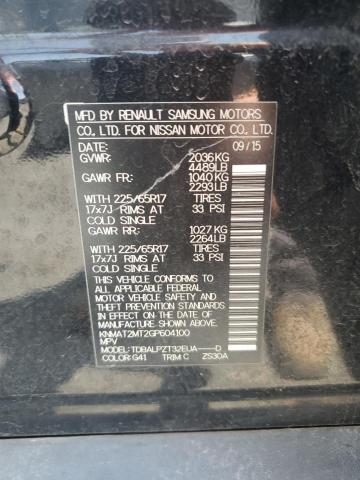 MFD BY RENAULT SAMSUNG MOTORS
CO., LTD. FOR NISSAN MOTOR CO., LTD.
DATE: 09/15
GVWR: 2036KG
4489LB
GAWR FR: 1040KG
2293LB
WITH 225/65R17 TIRES
17x7J RIMS AT 33 PSI
COLD SINGLE
GAWR RR: 1027KG
2264LB
WITH 225/65R17 TIRES
17x7J RIMS AT 33 PSI
COLD SINGLE
THIS VEHICLE CONFORMS TO ALL
APPLICABLE FEDERAL MOTOR
VEHICLE SAFETY, BUMPER, AND
THEFT PREVENTION STANDARDS
IN EFFECT ON THE DATE OF
MANUFACTURE SHOWN ABOVE.
KNMAT2MT2GP604100
MPV
MODEL: TDBALPZT32EUA----D
COLOR: G41 TRIM: C ZS30A